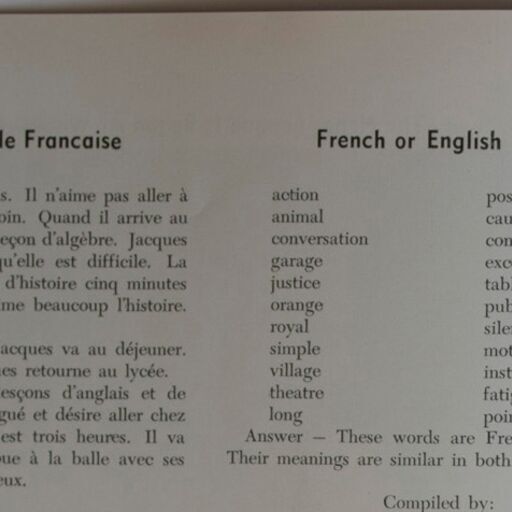 le Francaise
s. Il n'aime pas aller à
oin. Quand il arrive au
eçon d'algèbre. Jacques
qu'elle est difficile. La
d'histoire cinq minutes
me beaucoup l'histoire.
acques va au déjeuner.
es retourne au lycée.
esçons d'anglais et de
gué et désire aller chez
est trois heures. Il va
oue à la balle avec ses
eux.
French or English
action
animal
conversation
garage
justice
orange
royal
simple
village
theatre
long
pos
cau
con
exc
tabl
pub
sile
mot
inst
fatig
poin
Answer — These words are Fre
Their meanings are similar in both
Compiled by: